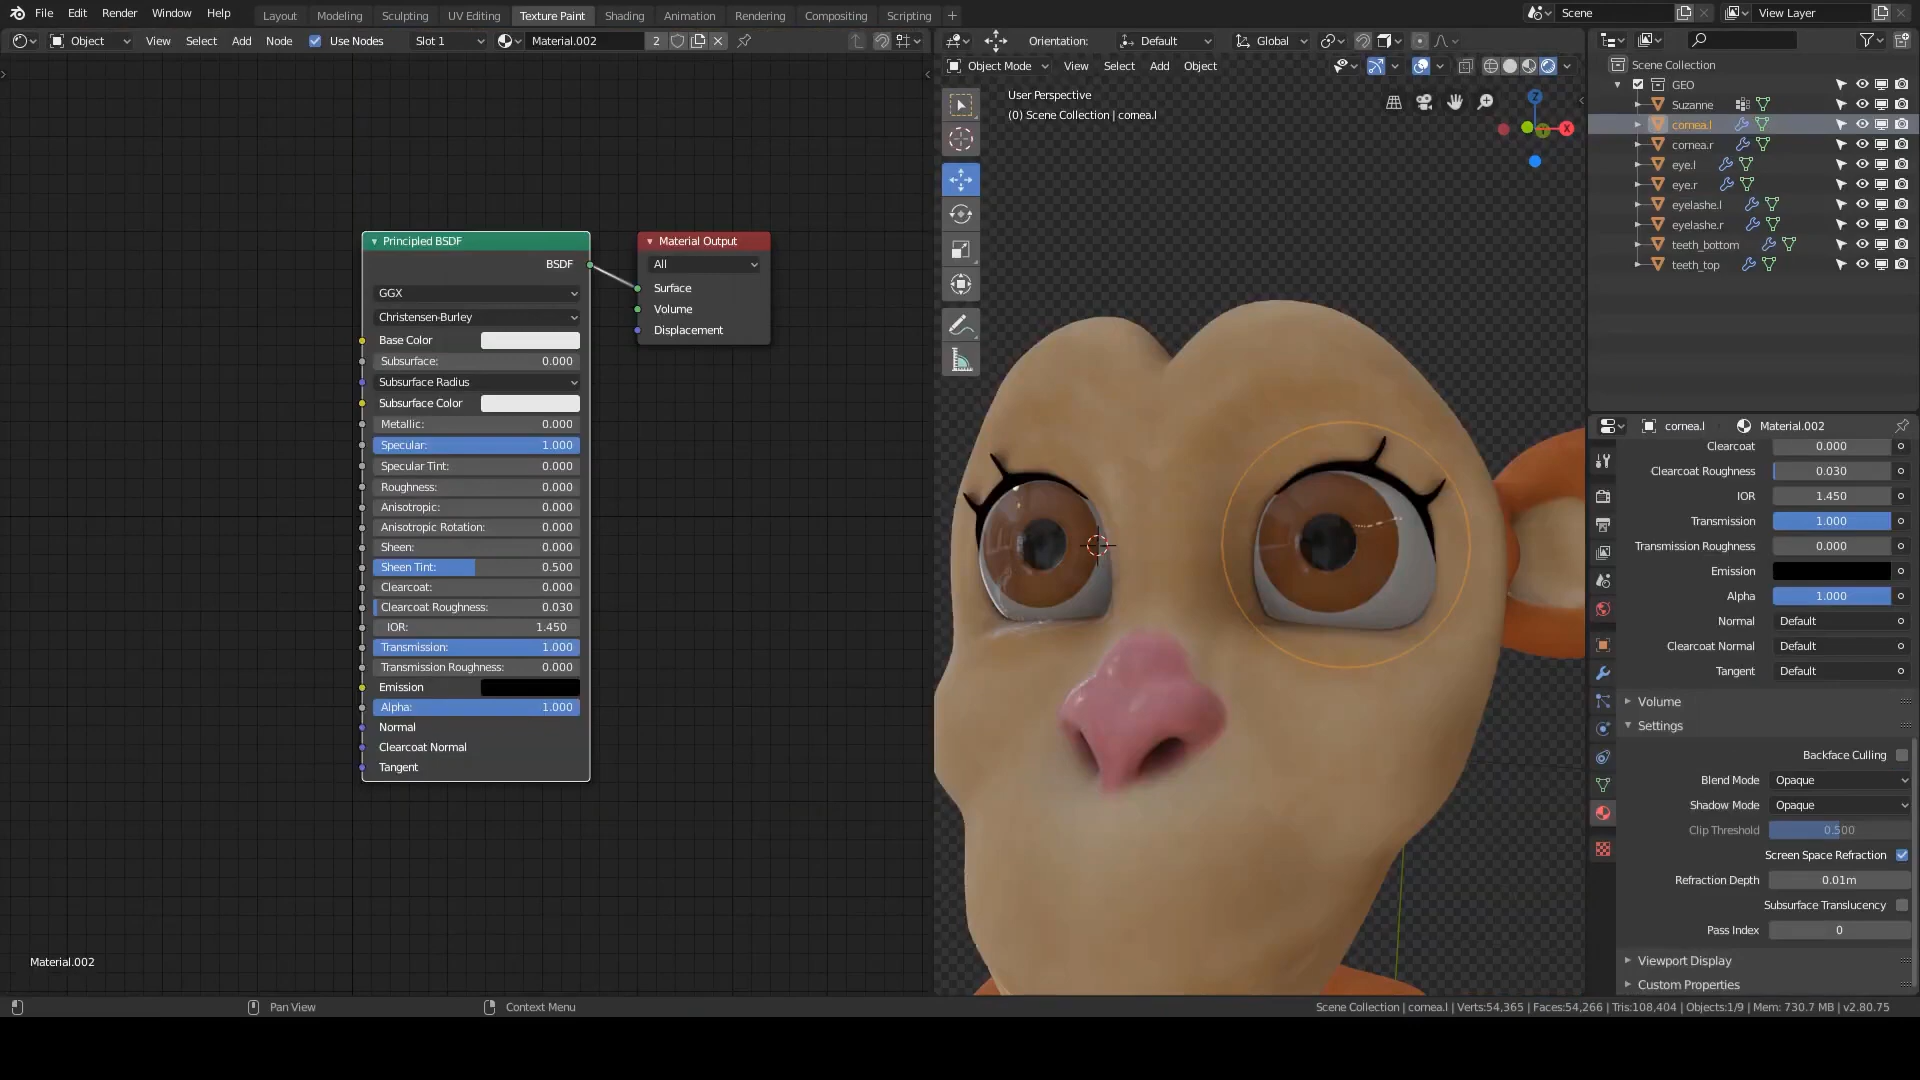 File Edit Render Window Help Layout Modeling Sculpting UV Editing Texture Paint Shading Animation Rendering Compositing Scripting + Scene View Layer
Object View Select Add Node Use Nodes Slot 1 Material.002 2 Orientation: Default Global
Object Mode View Select Add Object
User Perspective
(0) Scene Collection | cornea.l
Scene Collection
GEO
Suzanne
cornea.l
cornea.r
eye.l
eye.r
eyelashe.l
eyelashe.r
teeth_bottom
teeth_top
Z
X
Principled BSDF
BSDF
GGX
Christensen-Burley
Base Color
Subsurface: 0.000
Subsurface Radius
Subsurface Color
Metallic: 0.000
Specular: 1.000
Specular Tint: 0.000
Roughness: 0.000
Anisotropic: 0.000
Anisotropic Rotation: 0.000
Sheen: 0.000
Sheen Tint: 0.500
Clearcoat: 0.000
Clearcoat Roughness: 0.030
IOR: 1.450
Transmission: 1.000
Transmission Roughness: 0.000
Emission
Alpha: 1.000
Normal
Clearcoat Normal
Tangent
Material Output
All
Surface
Volume
Displacement
Material.002
cornea.l Material.002
Clearcoat 0.000
Clearcoat Roughness 0.030
IOR 1.450
Transmission 1.000
Transmission Roughness 0.000
Emission
Alpha 1.000
Normal Default
Clearcoat Normal Default
Tangent Default
Volume
Settings
Backface Culling
Blend Mode Opaque
Shadow Mode Opaque
Clip Threshold 0.500
Screen Space Refraction
Refraction Depth 0.01m
Subsurface Translucency
Pass Index 0
Viewport Display
Custom Properties
Pan View Context Menu Scene Collection | cornea.l | Verts:54,365 | Faces:54,266 | Tris:108,404 | Objects:1/9 | Mem: 730.7 MB | v2.80.75